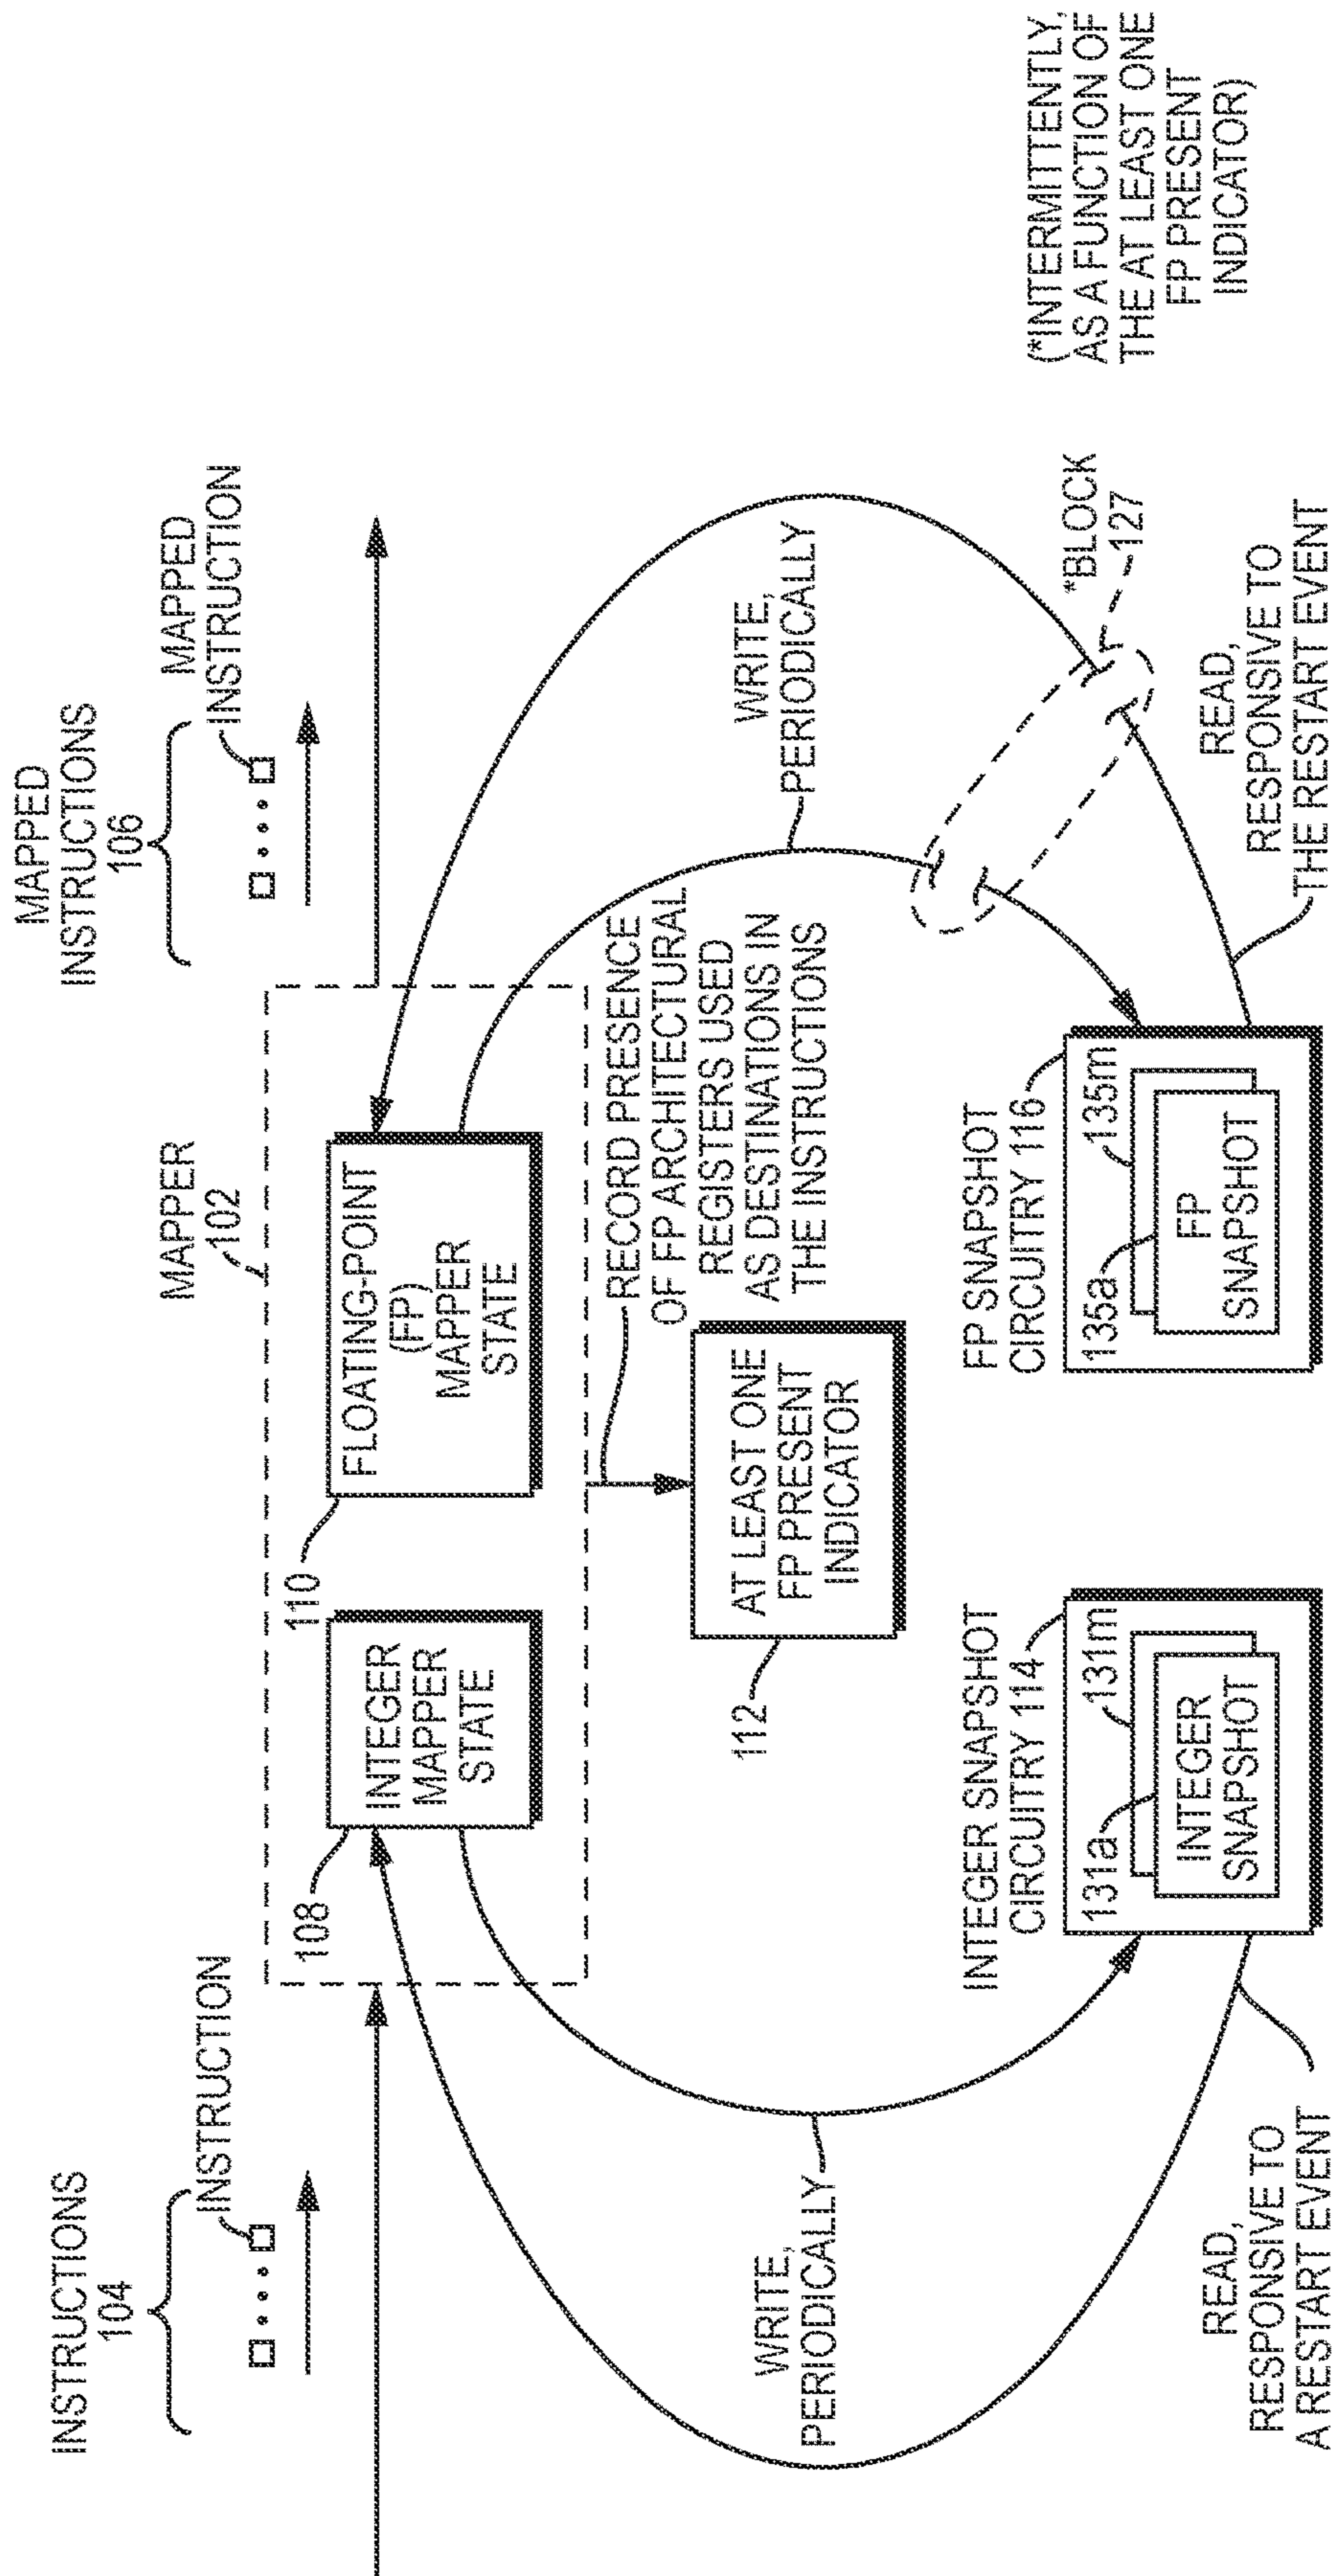 INSTRUCTIONS
104
INSTRUCTION
MAPPER
102
MAPPED
INSTRUCTIONS
106
MAPPED
INSTRUCTION
108
INTEGER
MAPPER
STATE
110
FLOATING-POINT
(FP)
MAPPER
STATE
RECORD PRESENCE
OF FP ARCHITECTURAL
REGISTERS USED
AS DESTINATIONS IN
THE INSTRUCTIONS
112
AT LEAST ONE
FP PRESENT
INDICATOR
WRITE,
PERIODICALLY
WRITE,
PERIODICALLY
INTEGER SNAPSHOT
CIRCUITRY 114
131a
131m
INTEGER
SNAPSHOT
READ,
RESPONSIVE TO
A RESTART EVENT
FP SNAPSHOT
CIRCUITRY 116
135a
135m
FP
SNAPSHOT
*BLOCK
127
READ,
RESPONSIVE TO
THE RESTART EVENT
(*INTERMITTENTLY,
AS A FUNCTION OF
THE AT LEAST ONE
FP PRESENT
INDICATOR)